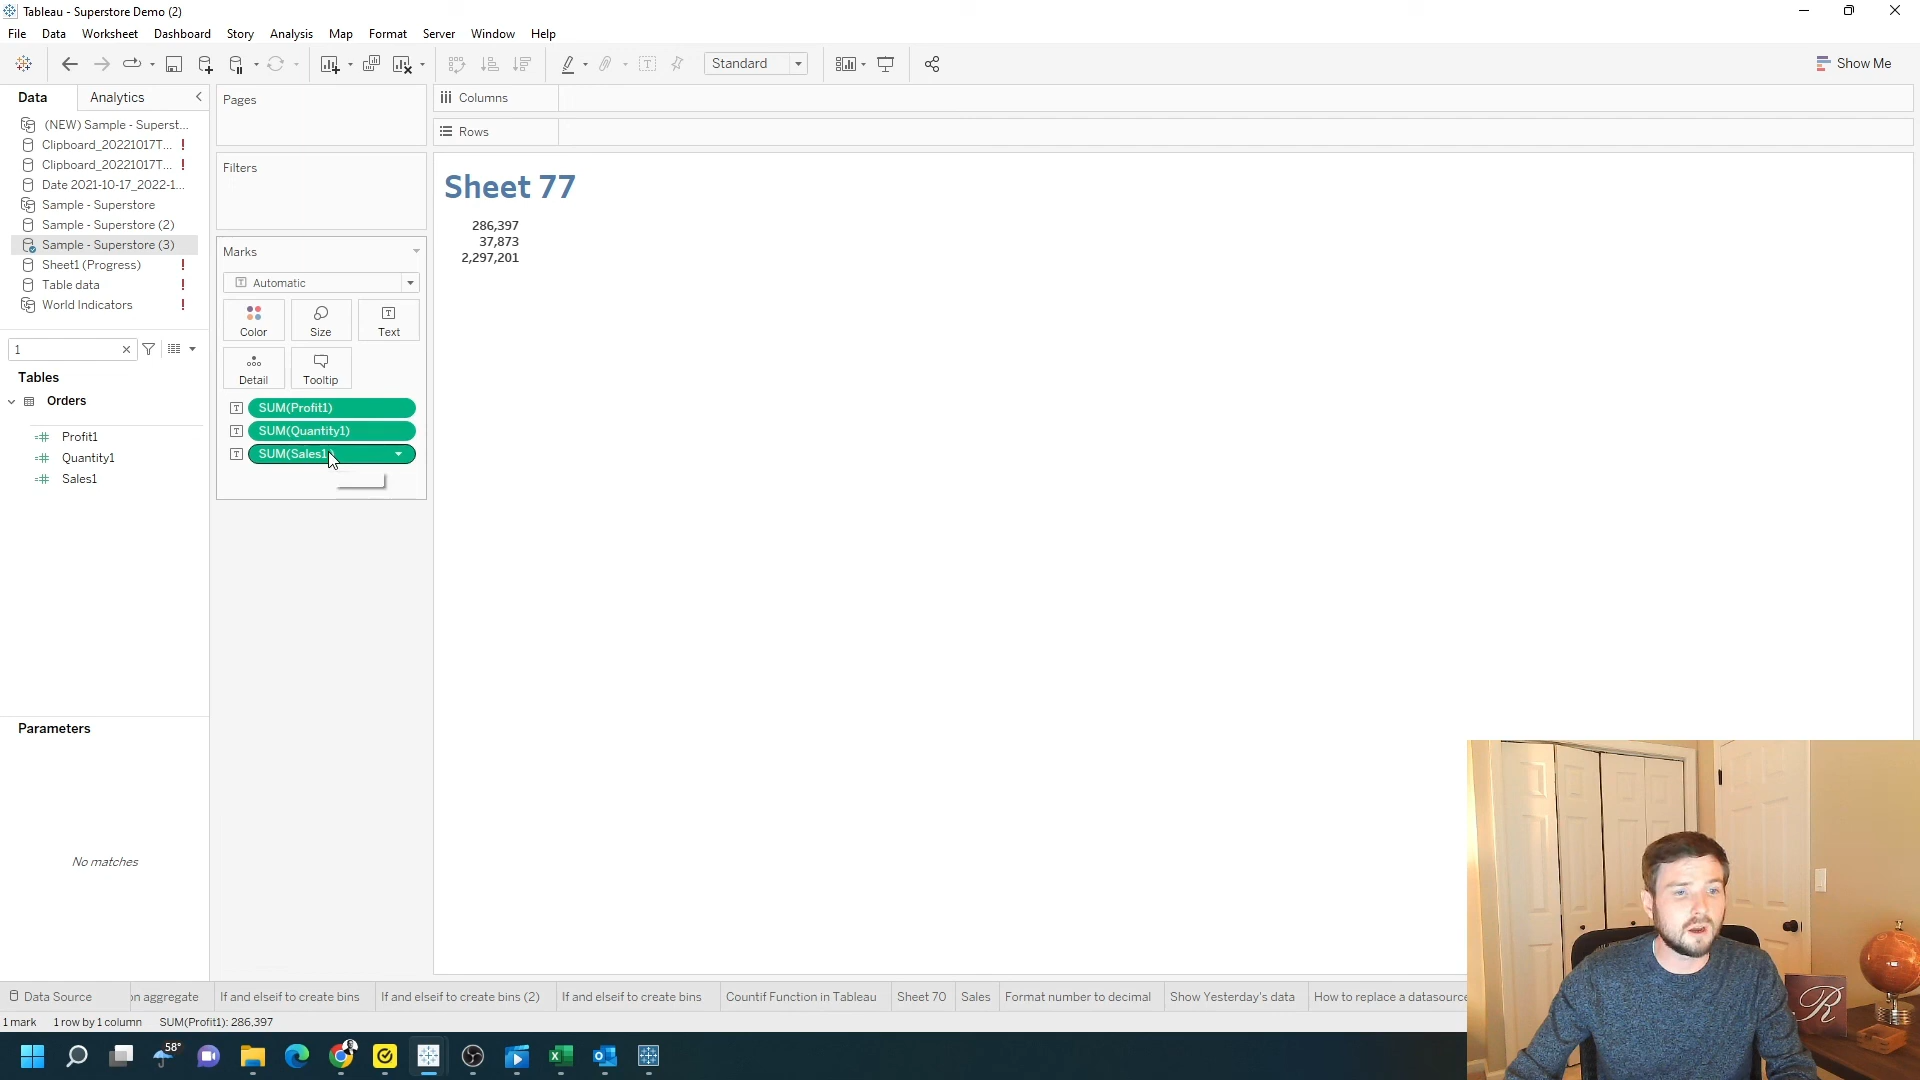 Tableau - Superstore Demo (2)
File Data Worksheet Dashboard Story Analysis Map Format Server Window Help
Standard
Show Me
Data Analytics
(NEW) Sample - Superst...
Clipboard_20221017T... !
Clipboard_20221017T... !
Date 2021-10-17_2022-1...
Sample - Superstore
Sample - Superstore (2)
Sample - Superstore (3)
Sheet1 (Progress) !
Table data !
World Indicators !
1
Tables
Orders
Profit1
Quantity1
Sales1
Parameters
No matches
Pages
Filters
Marks
Automatic
Color Size Text
Detail Tooltip
SUM(Profit1)
SUM(Quantity1)
SUM(Sales1)
Columns
Rows
Sheet 77
286,397
37,873
2,297,201
R
Data Source on aggregate If and elseif to create bins If and elseif to create bins (2) If and elseif to create bins Countif Function in Tableau Sheet 70 Sales Format number to decimal Show Yesterday's data How to replace a datasource
1 mark 1 row by 1 column SUM(Profit1): 286,397
58°